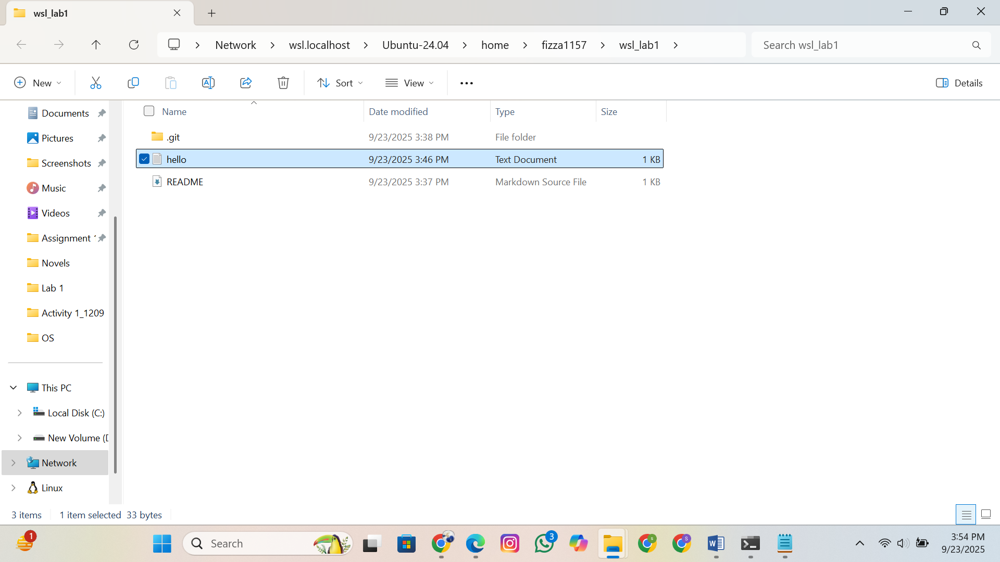 wsl_lab1
Network wsl.localhost Ubuntu-24.04 home fizza1157 wsl_lab1
Search wsl_lab1
New
Sort
View
Details
Documents
Pictures
Screenshots
Music
Videos
Assignment 1
Novels
Lab 1
Activity 1_1209
OS
This PC
Local Disk (C:)
New Volume (D
Network
Linux
Name Date modified Type Size
.git 9/23/2025 3:38 PM File folder
hello 9/23/2025 3:46 PM Text Document 1 KB
README 9/23/2025 3:37 PM Markdown Source File 1 KB
3 items 1 item selected 33 bytes
1
Search
3
S
S
W
3:54 PM
9/23/2025